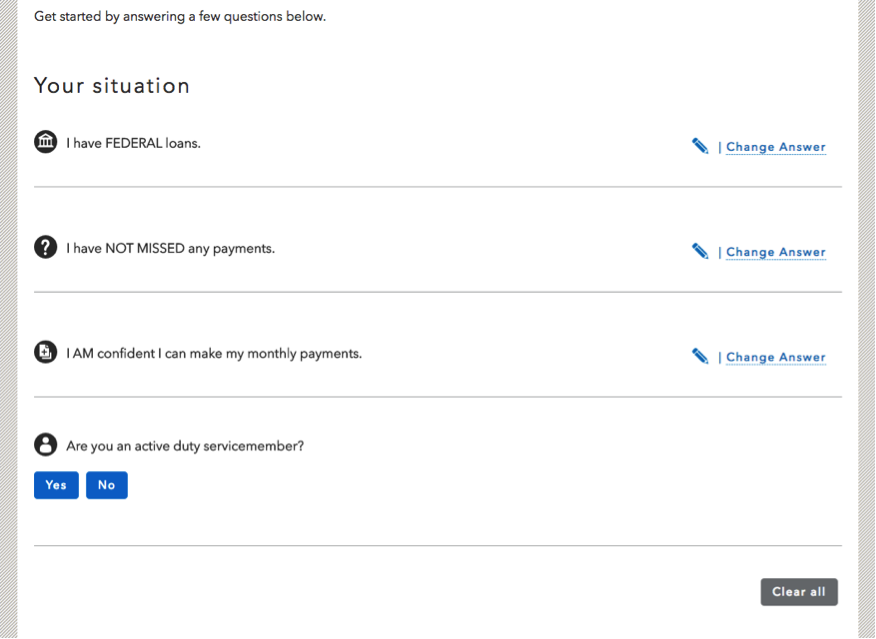 Get started by answering a few questions below.
Your situation
I have FEDERAL loans.
| Change Answer
I have NOT MISSED any payments.
| Change Answer
I AM confident I can make my monthly payments.
| Change Answer
Are you an active duty servicemember?
Yes No
Clear all